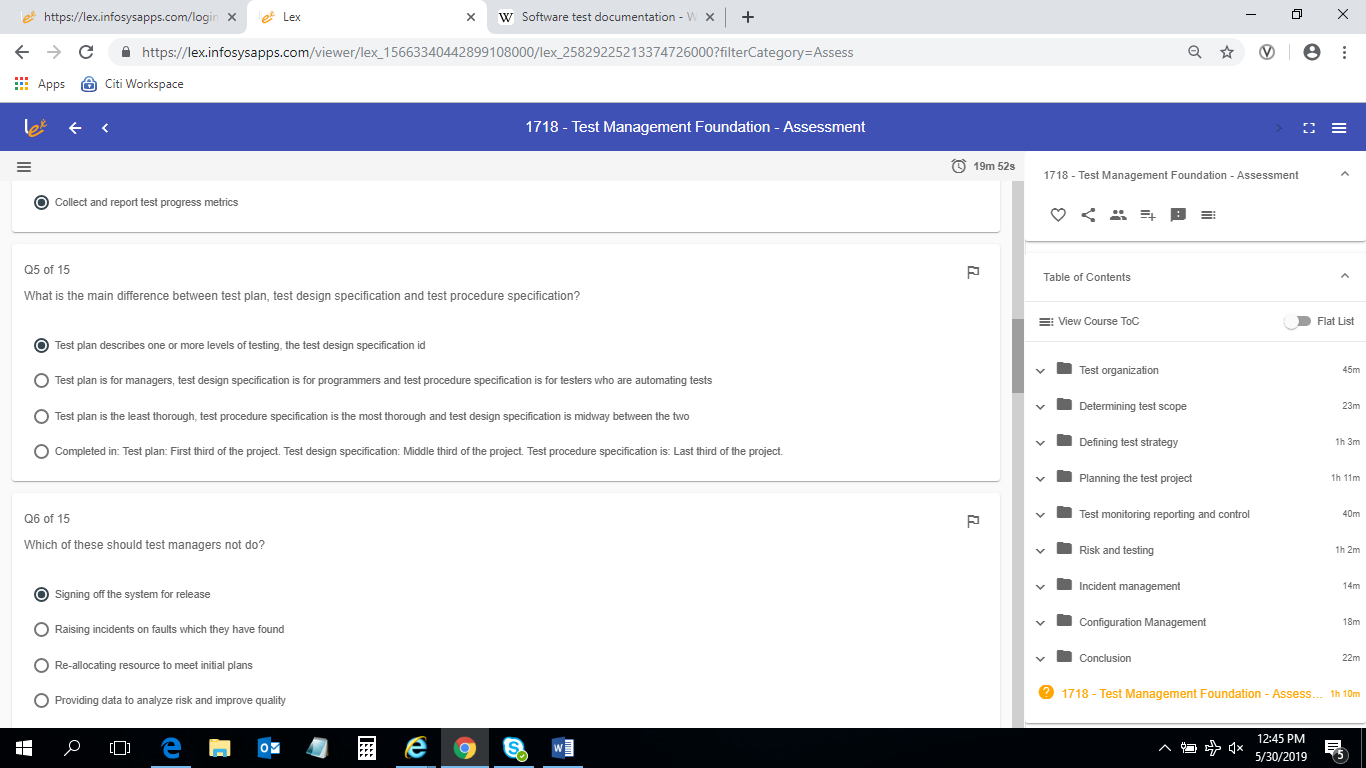 https://lex.infosysapps.com/login
Lex
Software test documentation - W
https://lex.infosysapps.com/viewer/lex_15663340442899108000/lex_25829225213374726000?filterCategory=Assess
Apps
Citi Workspace
Lex
1718 - Test Management Foundation - Assessment
19m 52s
Collect and report test progress metrics
Q5 of 15
What is the main difference between test plan, test design specification and test procedure specification?
Test plan describes one or more levels of testing, the test design specification id
Test plan is for managers, test design specification is for programmers and test procedure specification is for testers who are automating tests
Test plan is the least thorough, test procedure specification is the most thorough and test design specification is midway between the two
Completed in: Test plan: First third of the project. Test design specification: Middle third of the project. Test procedure specification is: Last third of the project.
Q6 of 15
Which of these should test managers not do?
Signing off the system for release
Raising incidents on faults which they have found
Re-allocating resource to meet initial plans
Providing data to analyze risk and improve quality
1718 - Test Management Foundation - Assessment
Table of Contents
View Course ToC
Flat List
Test organization 45m
Determining test scope 23m
Defining test strategy 1h 3m
Planning the test project 1h 11m
Test monitoring reporting and control 40m
Risk and testing 1h 2m
Incident management 14m
Configuration Management 18m
Conclusion 22m
1718 - Test Management Foundation - Assess... 1h 10m
12:45 PM
5/30/2019
5